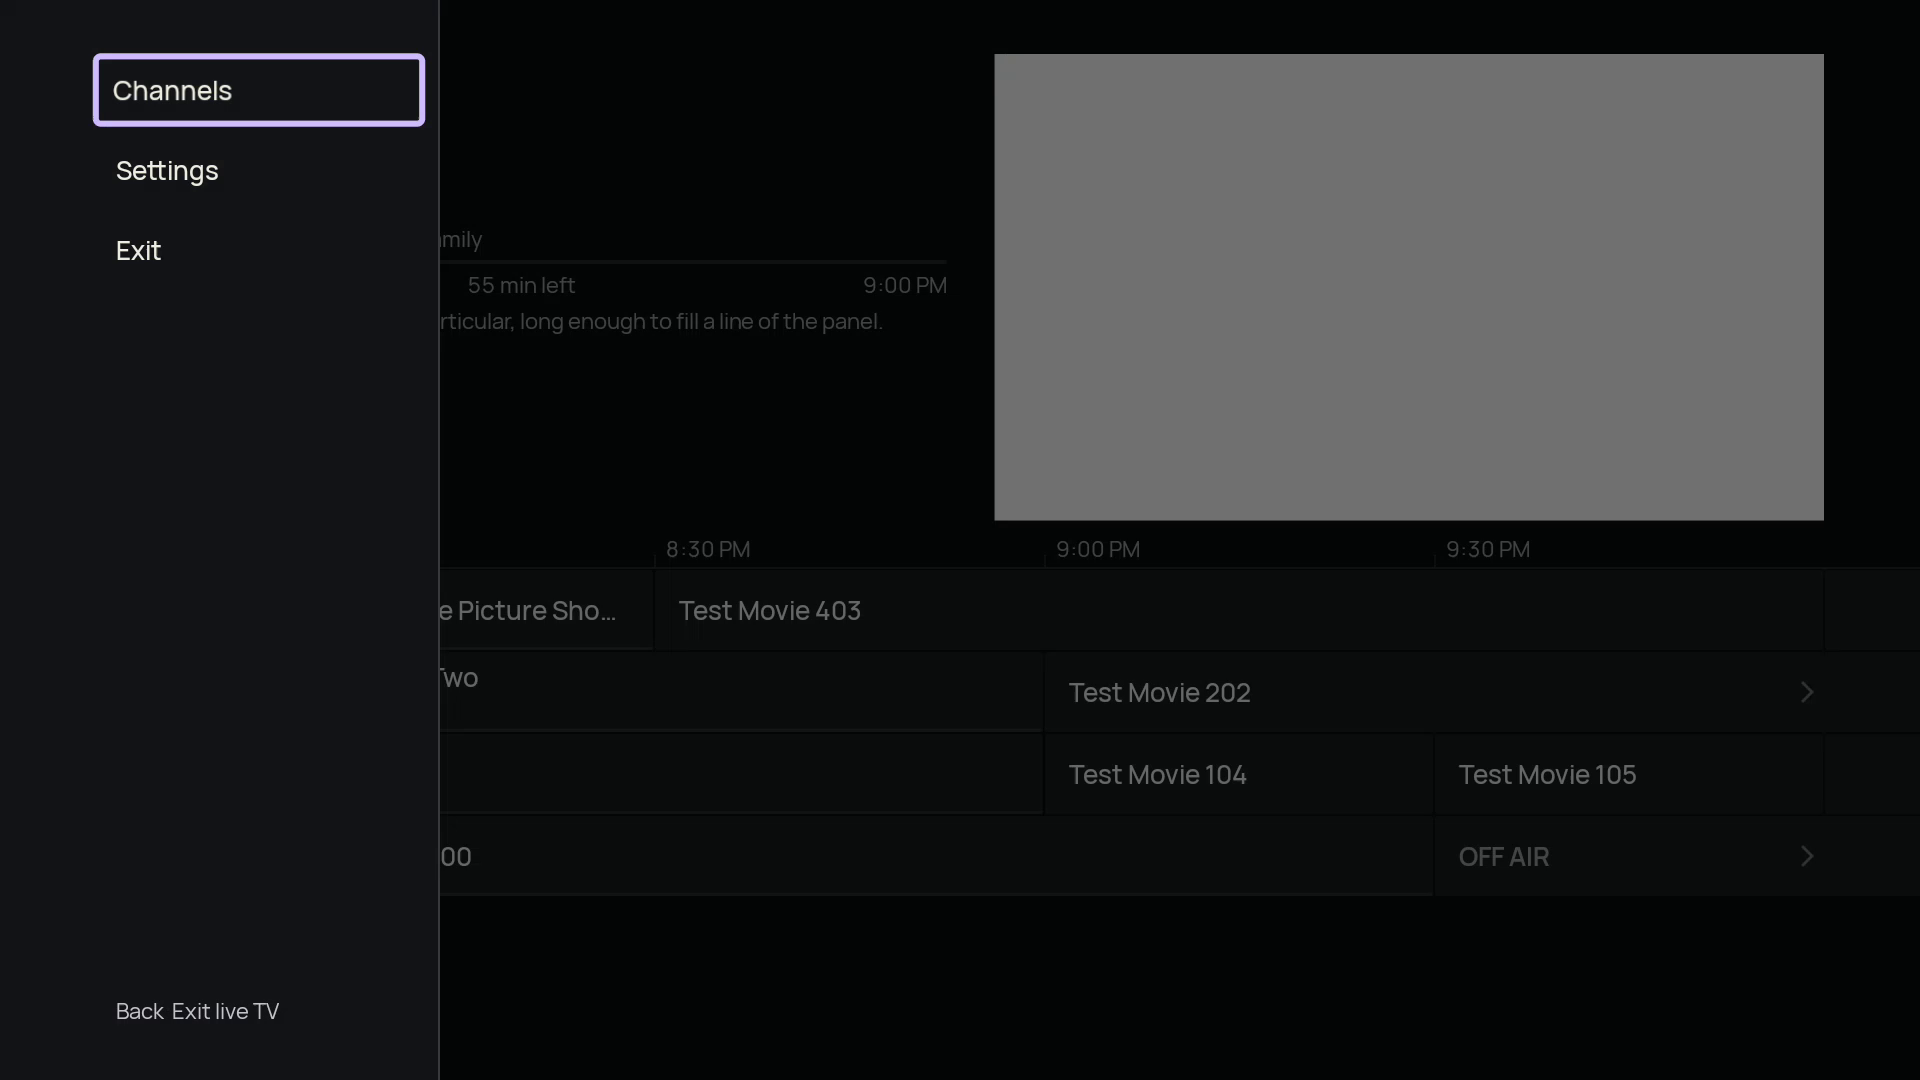 Channels
Settings
Exit
Back Exit live TV
mily
55 min left 9:00 PM
rticular, long enough to fill a line of the panel.
8:30 PM 9:00 PM 9:30 PM
e Picture Sho... Test Movie 403
Two Test Movie 202
Test Movie 104 Test Movie 105
00 OFF AIR